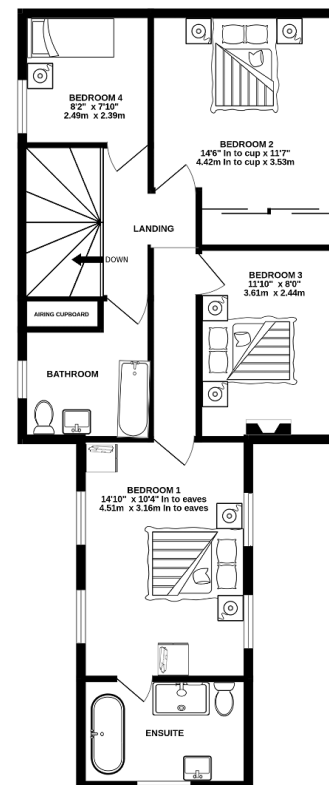 BEDROOM 4
8'2" x 7'10"
2.49m x 2.39m
BEDROOM 2
14'6" In to cup x 11'7"
4.42m In to cup x 3.53m
LANDING
DOWN
BEDROOM 3
11'10" x 8'0"
3.61m x 2.44m
AIRING CUPBOARD
BATHROOM
BEDROOM 1
14'10" x 10'4" In to eaves
4.51m x 3.16m In to eaves
ENSUITE